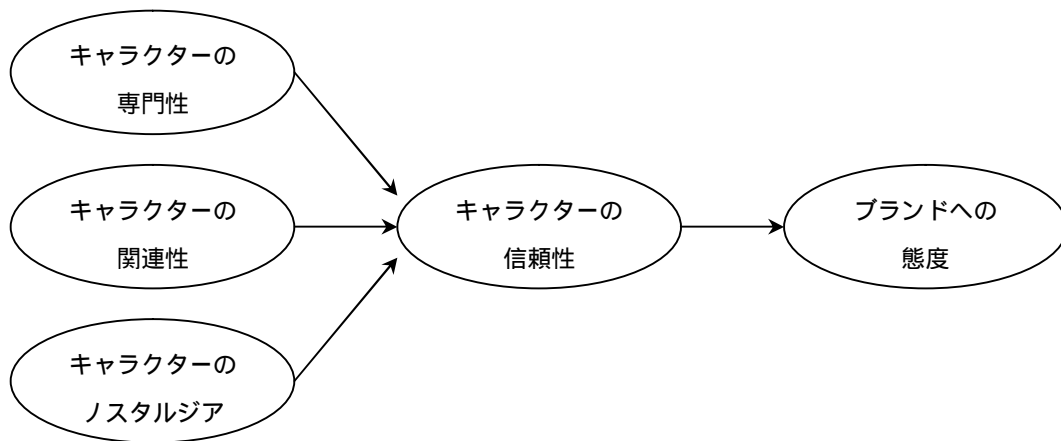 キャラクターの
専門性
キャラクターの
関連性
キャラクターの
ノスタルジア
キャラクターの
信頼性
ブランドへの
態度